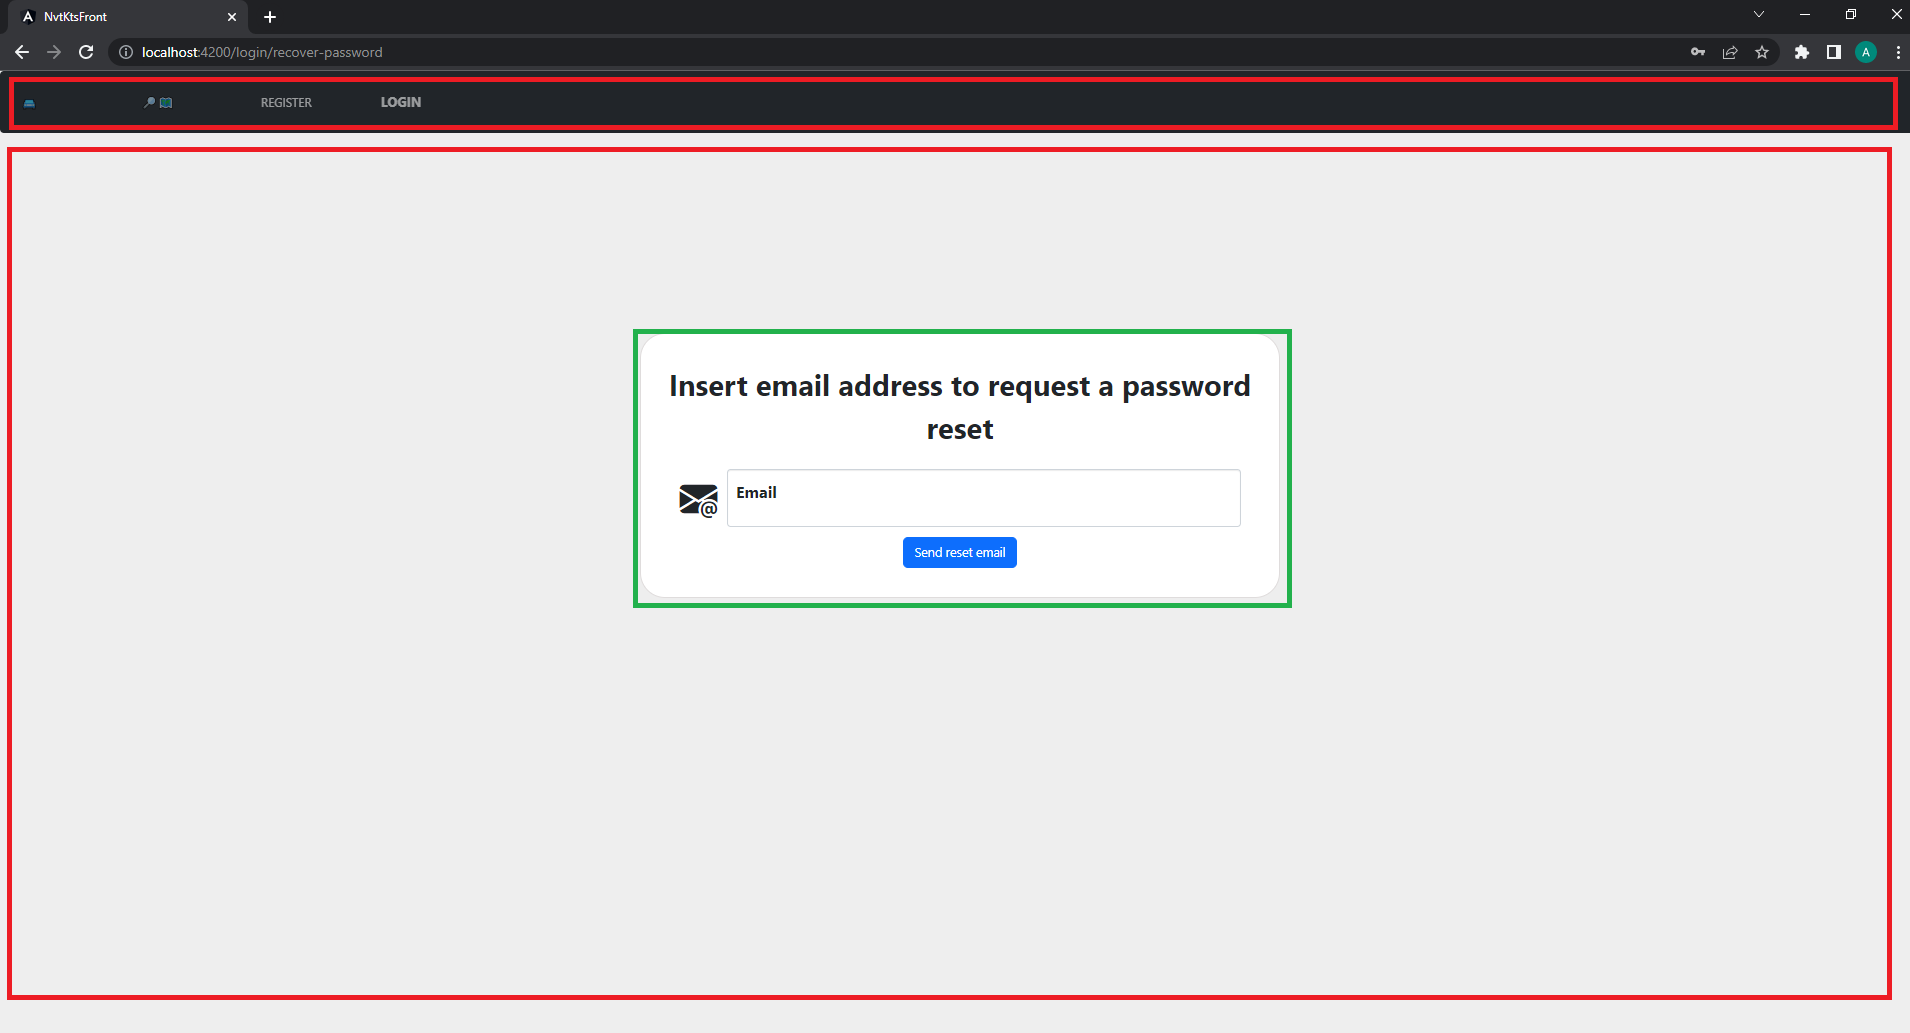 NvtKtsFront
localhost:4200/login/recover-password
A
REGISTER
LOGIN
Insert email address to request a password
reset
@
Email
Send reset email